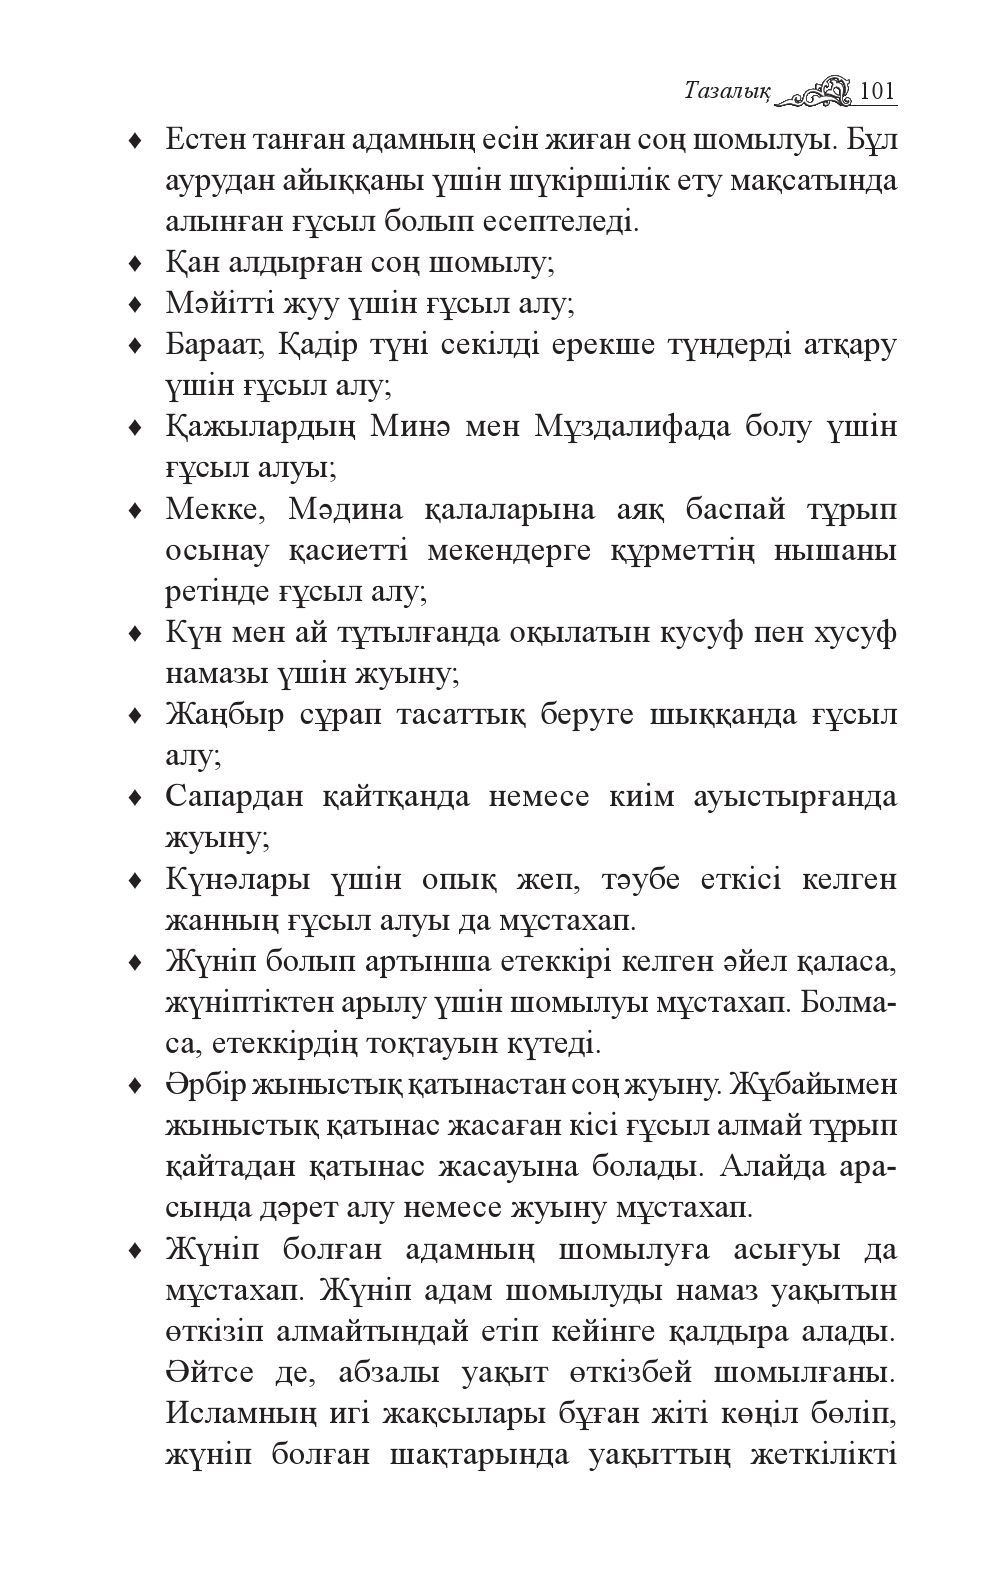 Тазалық 101
♦ Естен танған адамның есін жиған соң шомылуы. Бұл
аурудан айыққаны үшін шүкіршілік ету мақсатында
алынған ғұсыл болып есептеледі.
♦ Қан алдырған соң шомылу;
♦ Мәйітті жуу үшін ғұсыл алу;
♦ Бараат, Қадір түні секілді ерекше түндерді атқару
үшін ғұсыл алу;
♦ Қажылардың Минә мен Мұздалифада болу үшін
ғұсыл алуы;
♦ Мекке, Мәдина қалаларына аяқ баспай тұрып
осынау қасиетті мекендерге құрметтің нышаны
ретінде ғұсыл алу;
♦ Күн мен ай тұтылғанда оқылатын кусуф пен хусуф
намазы үшін жуыну;
♦ Жаңбыр сұрап тасаттық беруге шыққанда ғұсыл
алу;
♦ Сапардан қайтқанда немесе киім ауыстырғанда
жуыну;
♦ Күнәлары үшін опық жеп, тәубе еткісі келген
жанның ғұсыл алуы да мұстахап.
♦ Жүніп болып артынша етеккірі келген әйел қаласа,
жүніптіктен арылу үшін шомылуы мұстахап. Болма-
са, етеккірдің тоқтауын күтеді.
♦ Әрбір жыныстық қатынастан соң жуыну. Жұбайымен
жыныстық қатынас жасаған кісі ғұсыл алмай тұрып
қайтадан қатынас жасауына болады. Алайда ара-
сында дәрет алу немесе жуыну мұстахап.
♦ Жүніп болған адамның шомылуға асығуы да
мұстахап. Жүніп адам шомылуды намаз уақытын
өткізіп алмайтындай етіп кейінге қалдыра алады.
Әйтсе де, абзалы уақыт өткізбей шомылғаны.
Исламның игі жақсылары бұған жіті көңіл бөліп,
жүніп болған шақтарында уақыттың жеткілікті